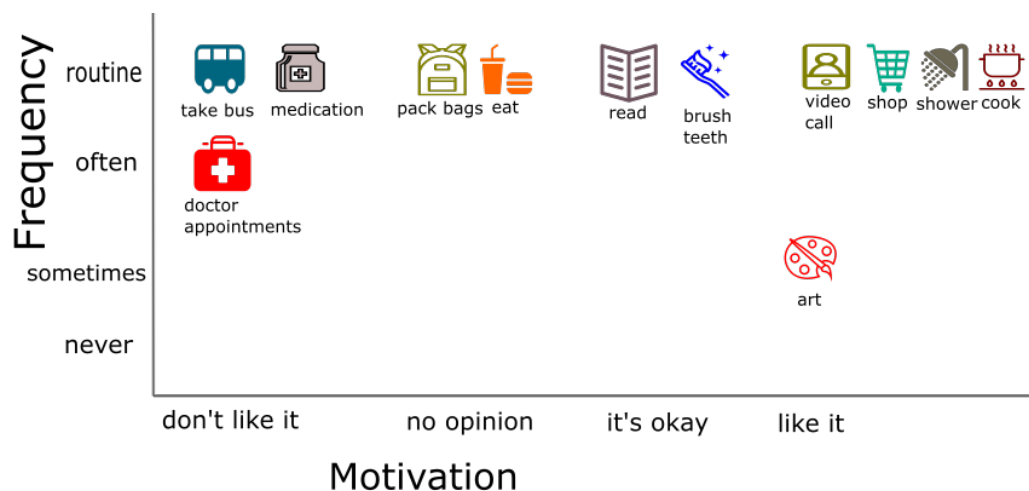 Frequency
routine
take bus
medication
pack bags
eat
read
brush
teeth
video
call
shop
shower
cook
often
doctor
appointments
sometimes
art
never
don't like it
no opinion
it's okay
like it
Motivation